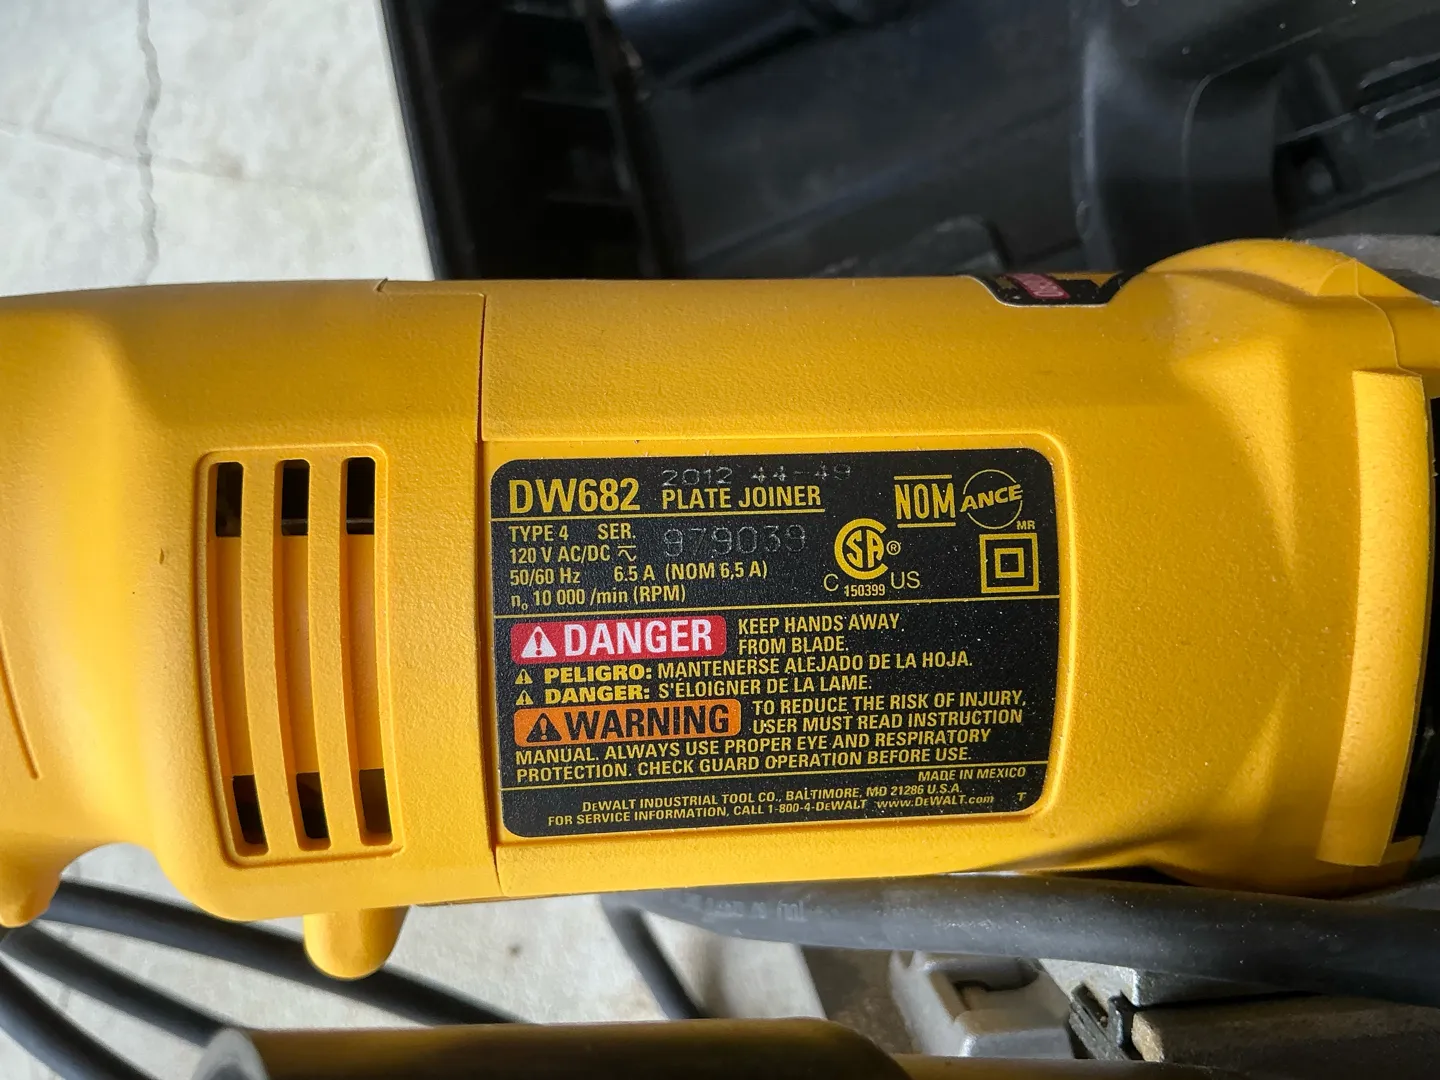 2012 44-49
DW682 PLATE JOINER
TYPE 4 SER. 979039
120 V AC/DC
50/60 Hz 6.5 A (NOM 6,5 A)
n₀ 10 000 /min (RPM)
NOM ANCE
MR
SA ®
C 150399 US
DANGER KEEP HANDS AWAY
FROM BLADE.
PELIGRO: MANTENERSE ALEJADO DE LA HOJA.
DANGER: S'ÉLOIGNER DE LA LAME.
WARNING TO REDUCE THE RISK OF INJURY,
USER MUST READ INSTRUCTION
MANUAL. ALWAYS USE PROPER EYE AND RESPIRATORY
PROTECTION. CHECK GUARD OPERATION BEFORE USE.
MADE IN MEXICO
DEWALT INDUSTRIAL TOOL CO., BALTIMORE, MD 21286 U.S.A.
FOR SERVICE INFORMATION, CALL 1-800-4-DEWALT www.DEWALT.com T